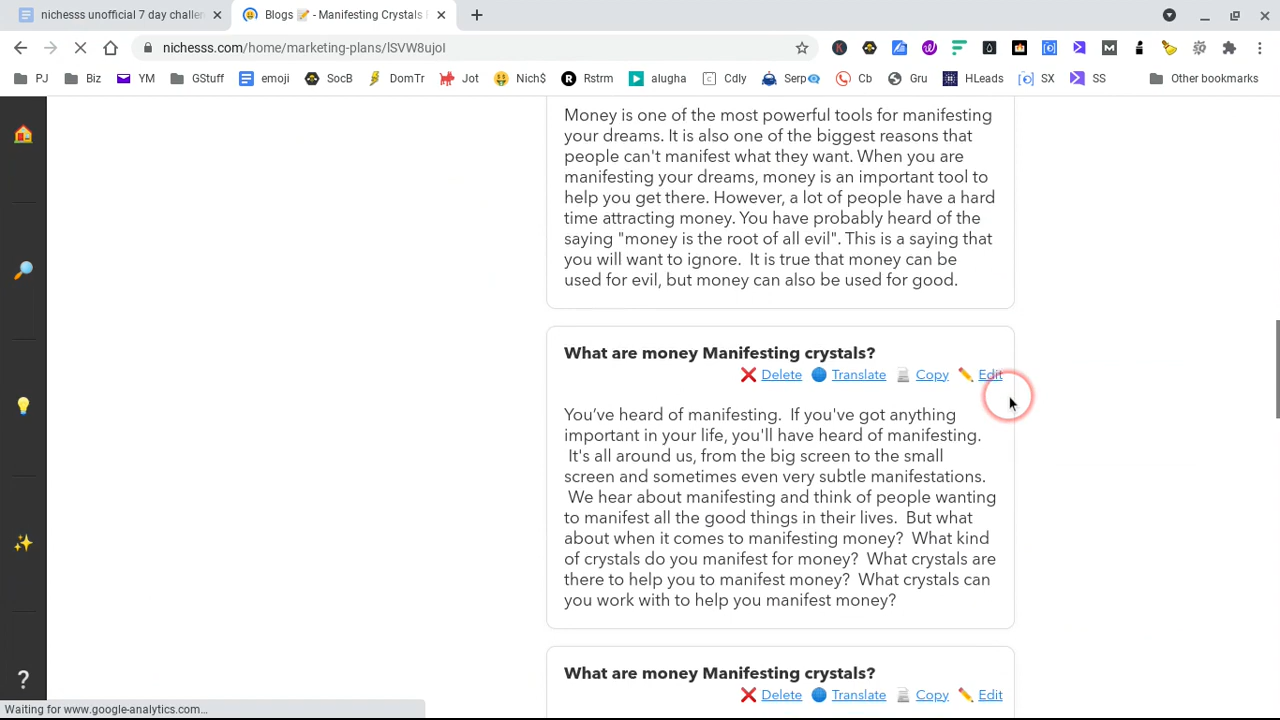 nichesss unofficial 7 day challen
Blogs 📝 - Manifesting Crystals
nichesss.com/home/marketing-plans/lSVW8ujoI
PJ Biz YM GStuff emoji SocB DomTr Jot Nich$ Rstrm alugha Cdly Serp Cb Gru HLeads SX SS Other bookmarks
Money is one of the most powerful tools for manifesting
your dreams. It is also one of the biggest reasons that
people can't manifest what they want. When you are
manifesting your dreams, money is an important tool to
help you get there. However, a lot of people have a hard
time attracting money. You have probably heard of the
saying "money is the root of all evil". This is a saying that
you will want to ignore.  It is true that money can be
used for evil, but money can also be used for good.
What are money Manifesting crystals?
❌ Delete 🔵 Translate Copy ✏️ Edit
You’ve heard of manifesting.  If you've got anything
important in your life, you'll have heard of manifesting.
It's all around us, from the big screen to the small
screen and sometimes even very subtle manifestations.
We hear about manifesting and think of people wanting
to manifest all the good things in their lives.  But what
about when it comes to manifesting money?  What kind
of crystals do you manifest for money?  What crystals are
there to help you to manifest money?  What crystals can
you work with to help you manifest money?
What are money Manifesting crystals?
❌ Delete 🔵 Translate Copy ✏️ Edit
?
Waiting for www.google-analytics.com...